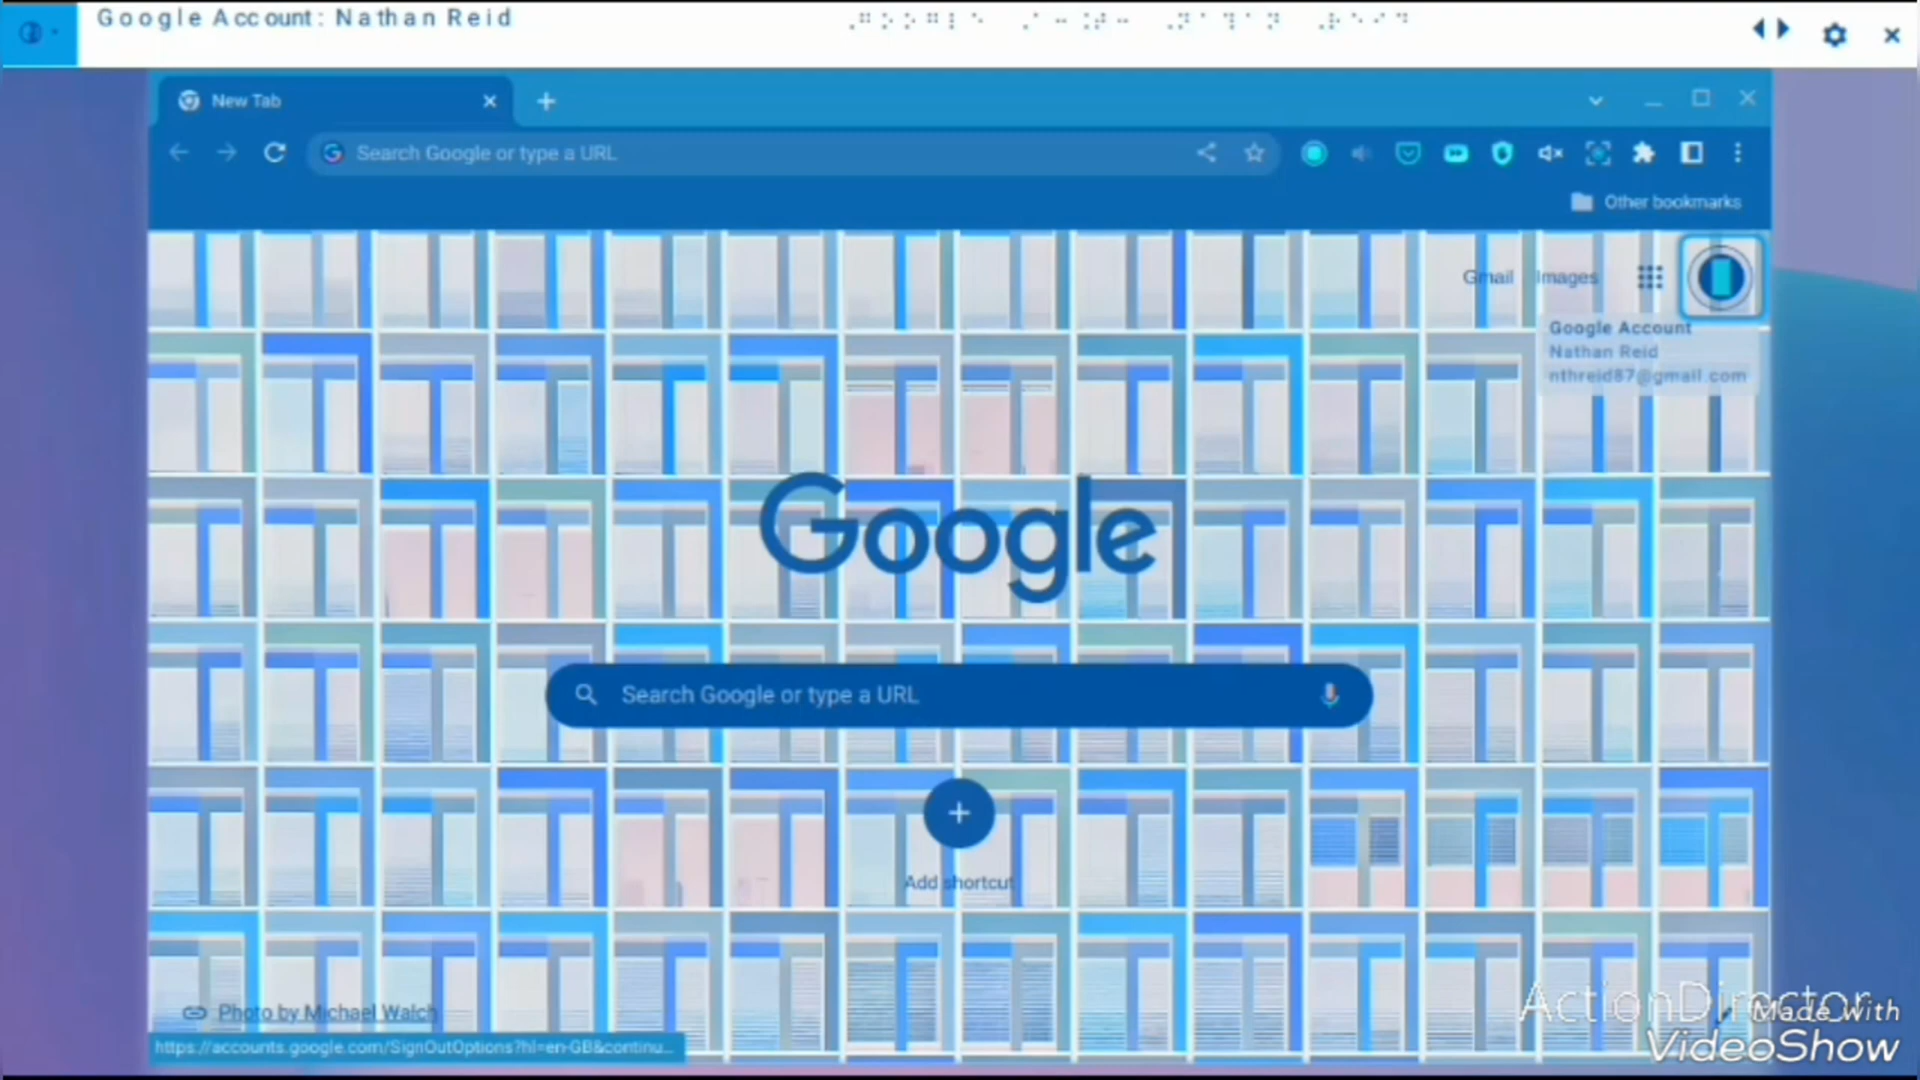 Google Account: Nathan Reid
New Tab
Search Google or type a URL
Other bookmarks
Gmail Images
Google Account
Nathan Reid
nthreid87@gmail.com
Google
Search Google or type a URL
Add shortcut
Photo by Michael Walch
https://accounts.google.com/SignOutOptions?hl=en-GB&continu...
ActionDirector
Made With
VideoShow